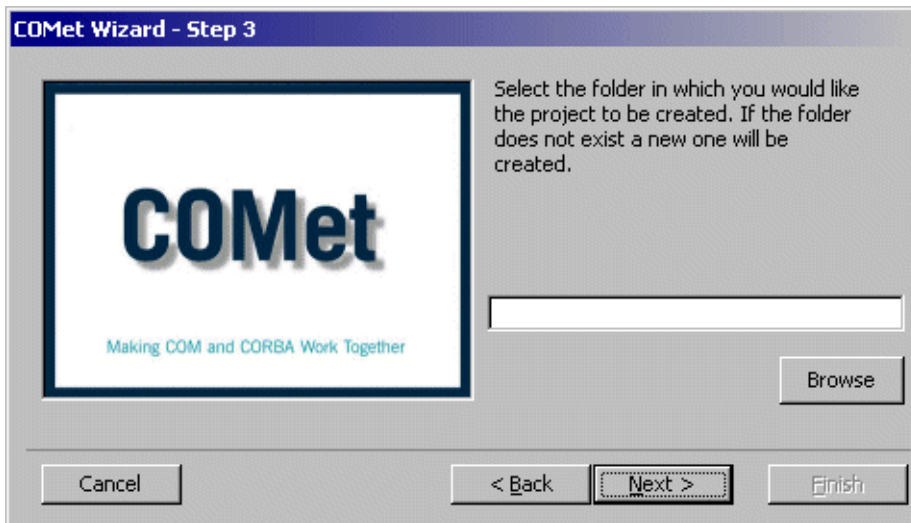 COMet Wizard - Step 3
COMet
Making COM and CORBA Work Together
Select the folder in which you would like
the project to be created. If the folder
does not exist a new one will be
created.
Browse
Cancel
< Back
Next >
Finish